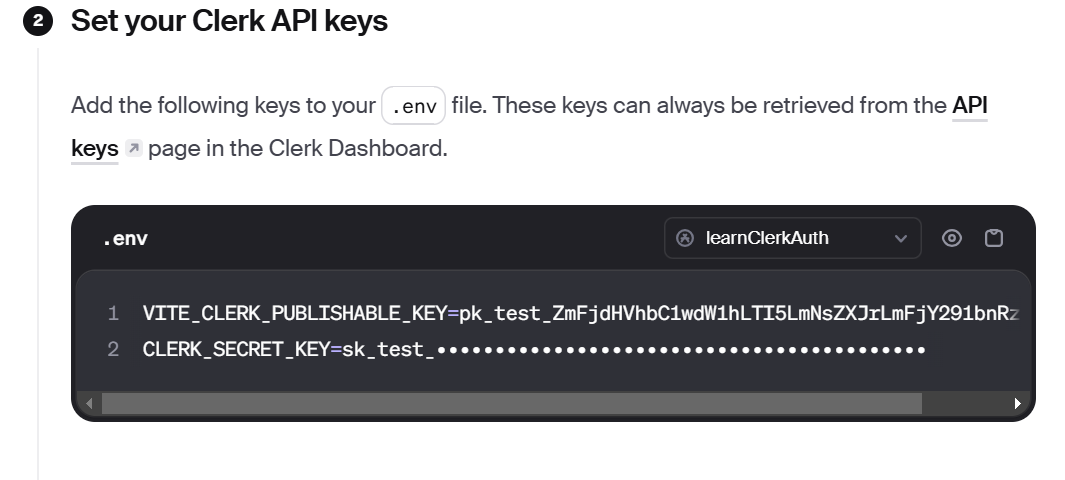 2 Set your Clerk API keys
Add the following keys to your .env file. These keys can always be retrieved from the API
keys page in the Clerk Dashboard.
.env learnClerkAuth
1 VITE_CLERK_PUBLISHABLE_KEY=pk_test_ZmFjdHVhbC1wdW1hLTI5LmNsZXJrLmFjY291bnRz
2 CLERK_SECRET_KEY=sk_test_••••••••••••••••••••••••••••••••••••••••••